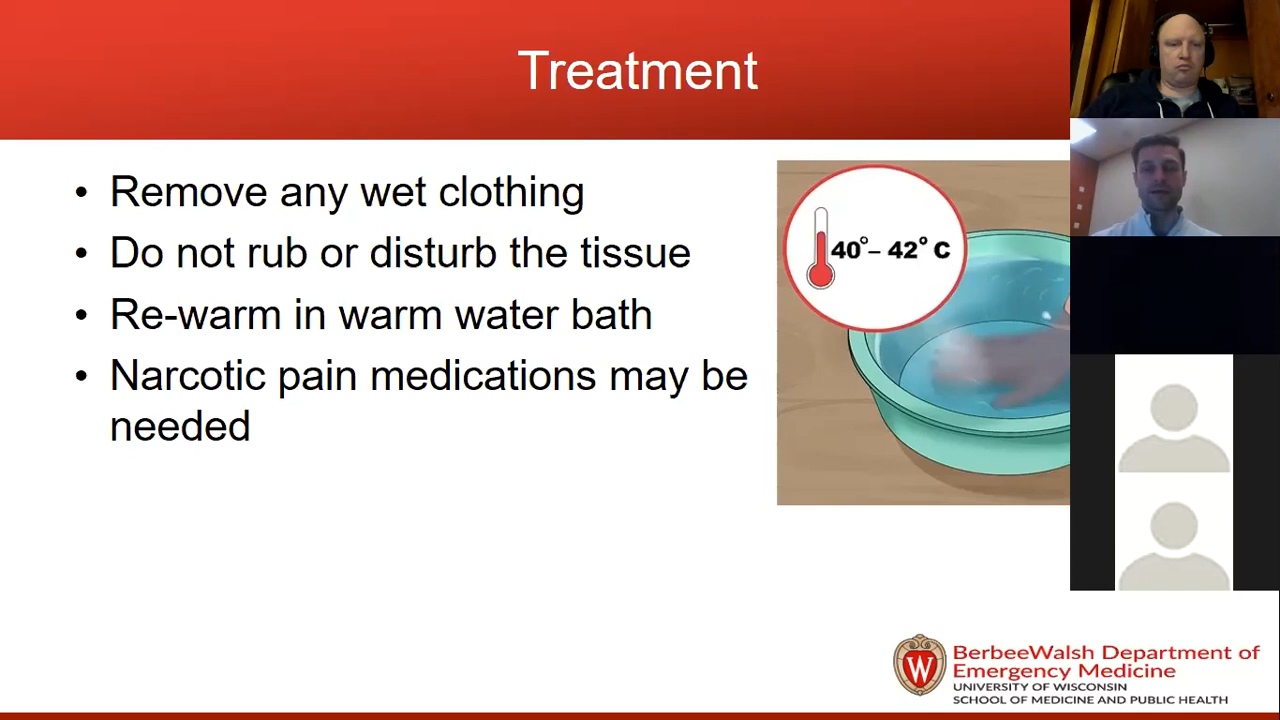 Treatment
• Remove any wet clothing
• Do not rub or disturb the tissue
• Re-warm in warm water bath
• Narcotic pain medications may be
needed
40°– 42° C
W
BerbeeWalsh Department of
Emergency Medicine
UNIVERSITY OF WISCONSIN
SCHOOL OF MEDICINE AND PUBLIC HEALTH